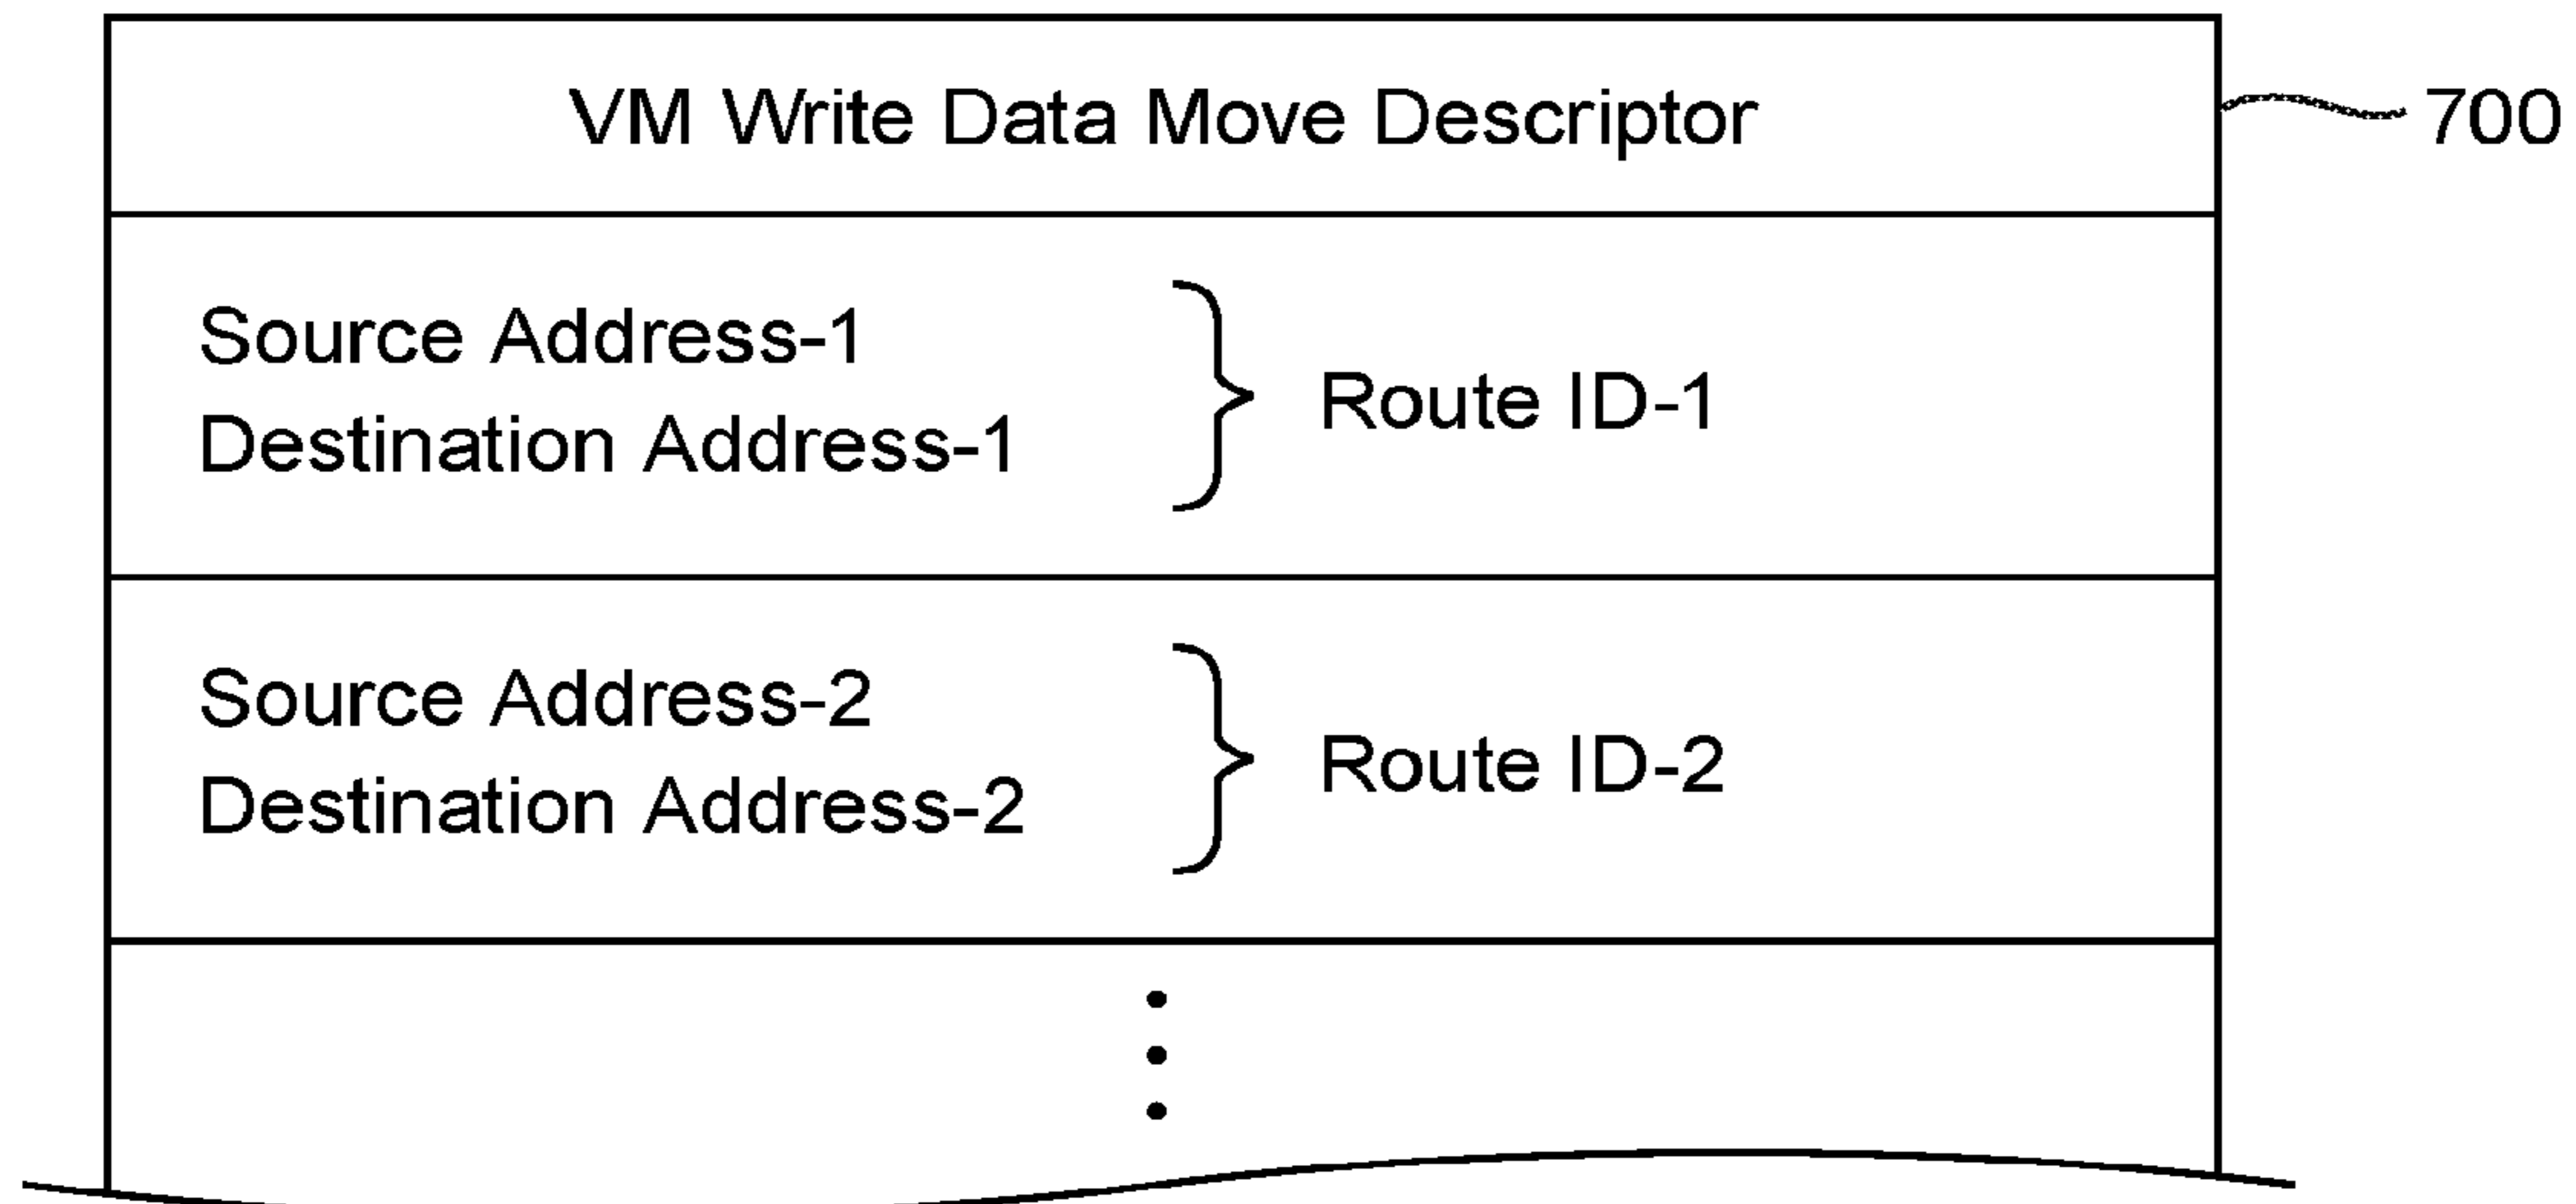 VM Write Data Move Descriptor
700
Source Address-1
Destination Address-1
Route ID-1
Source Address-2
Destination Address-2
Route ID-2